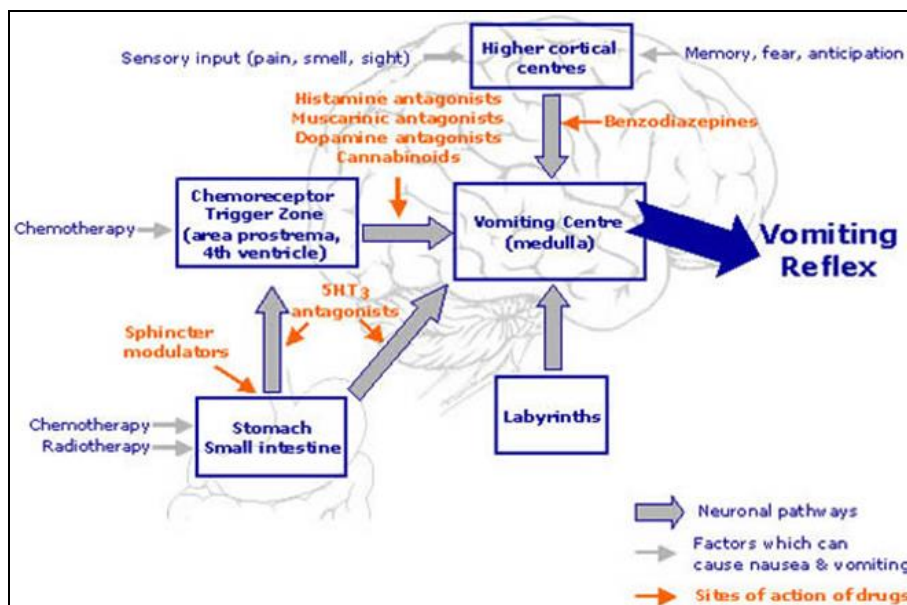 Higher cortical
centres
Sensory input (pain, smell, sight)
Memory, fear, anticipation
Histamine antagonists
Muscarinic antagonists
Dopamine antagonists
Cannabinoids
Benzodiazepines
Chemoreceptor
Trigger Zone
(area prostrema,
4th ventricle)
Chemotherapy
Vomiting Centre
(medulla)
Vomiting
Reflex
5HT3
antagonists
Sphincter
modulators
Chemotherapy
Radiotherapy
Stomach
Small intestine
Labyrinths
Neuronal pathways
Factors which can
cause nausea & vomiting
Sites of action of drugs